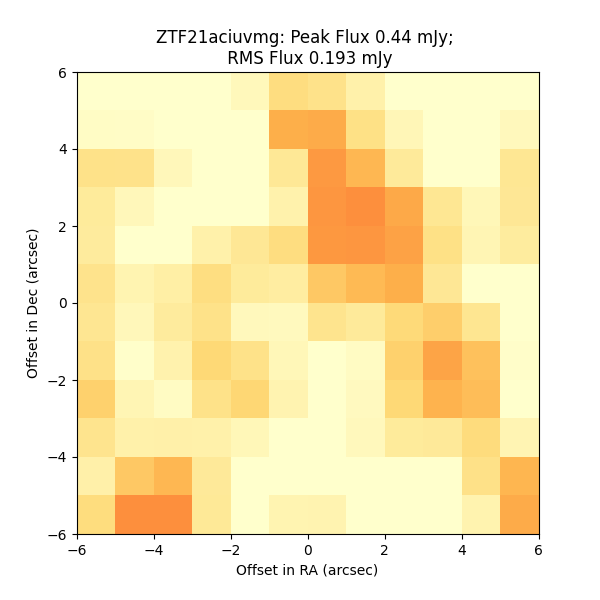 ZTF21aciuvmg: Peak Flux 0.44 mJy;
RMS Flux 0.193 mJy
6
4
2
0
−2
−4
−6
Offset in Dec (arcsec)
−6 −4 −2 0 2 4 6
Offset in RA (arcsec)